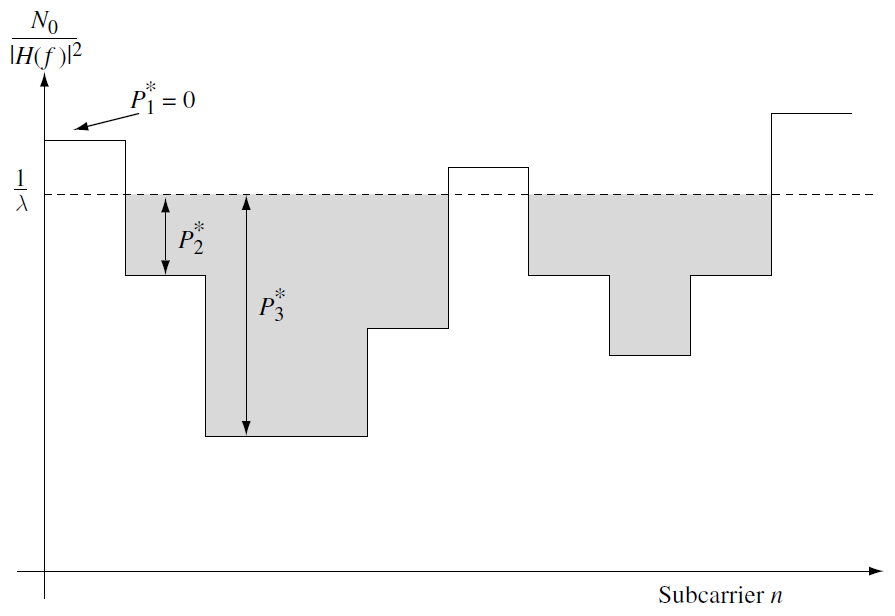 N₀
|H(f)|²
P₁* = 0
1
λ
P₂*
P₃*
Subcarrier n